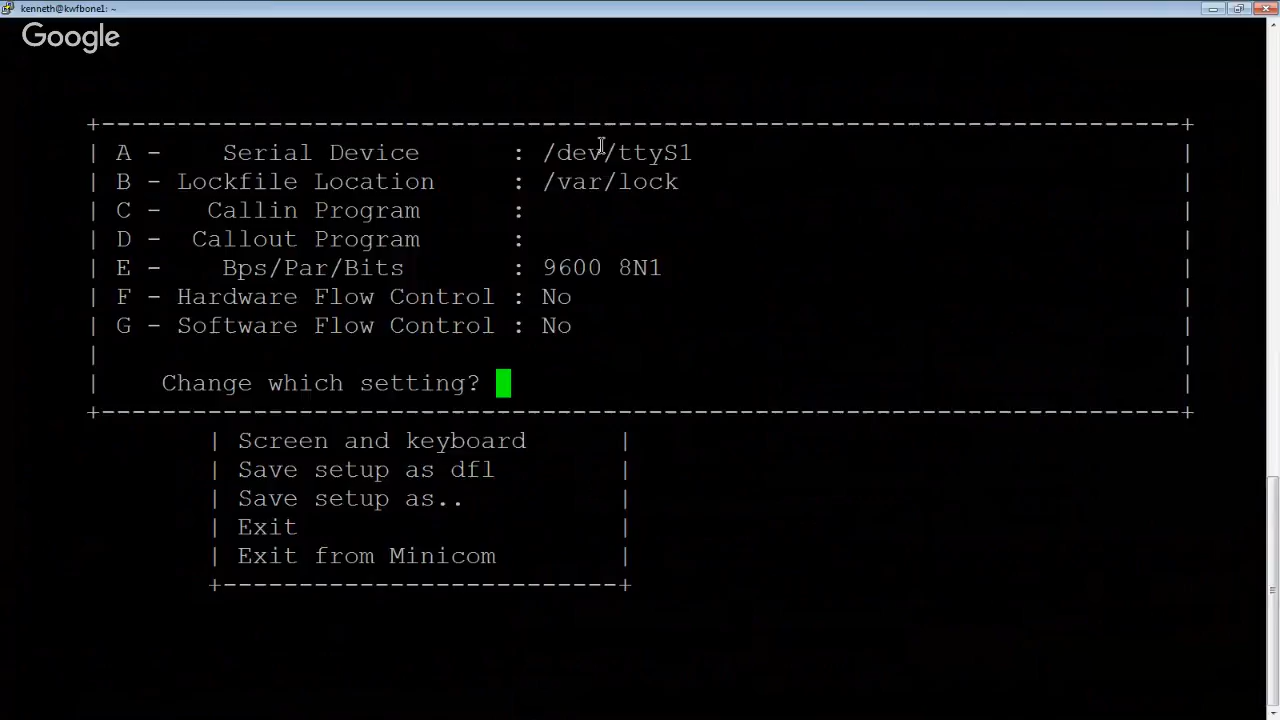 kenneth@kwfbone1: ~
Google
+-----------------------------------------------------------------------+
| A -    Serial Device      : /dev/ttyS1                                |
| B - Lockfile Location     : /var/lock                                 |
| C -   Callin Program      :                                           |
| D -  Callout Program      :                                           |
| E -    Bps/Par/Bits       : 9600 8N1                                  |
| F - Hardware Flow Control : No                                        |
| G - Software Flow Control : No                                        |
|                                                                       |
|    Change which setting?                                              |
+-----------------------------------------------------------------------+
| Screen and keyboard      |
| Save setup as dfl        |
| Save setup as..          |
| Exit                     |
| Exit from Minicom        |
+--------------------------+